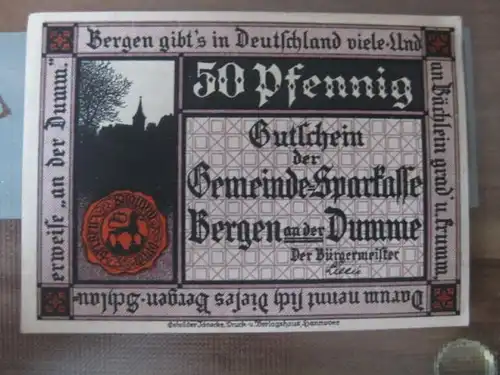 Bergen gibt's in Deutschland viele. Und
an Bächlein grad' u. krumm.
Darum nennt sich dieses Bergen-Schlau-
erweise „an der Dumm."
50 Pfennig
Gutschein
der
Gemeinde=Sparkasse
Bergen an der Dumme
Der Bürgermeister
Gebrüder Jänecke, Druck- u. Verlagshaus, Hannover